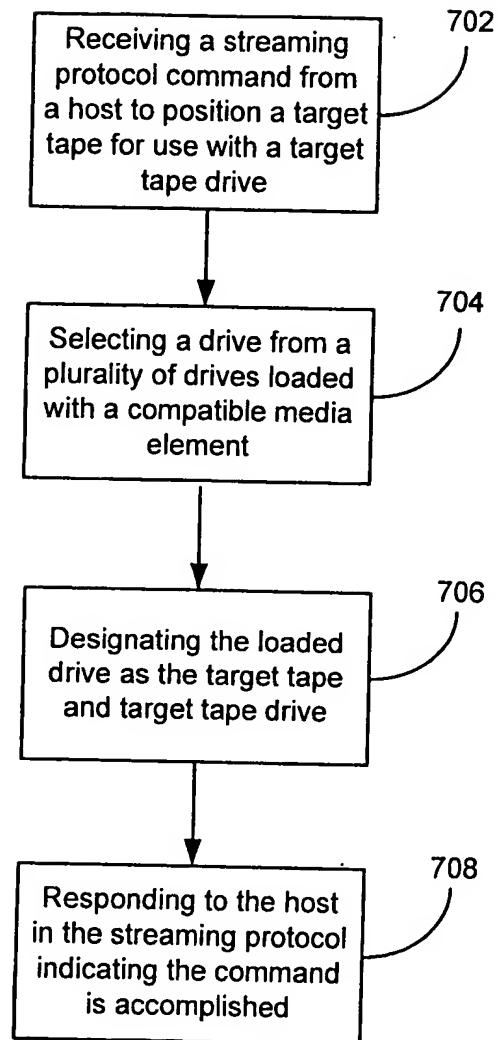 702
Receiving a streaming
protocol command from
a host to position a target
tape for use with a target
tape drive
704
Selecting a drive from a
plurality of drives loaded
with a compatible media
element
706
Designating the loaded
drive as the target tape
and target tape drive
708
Responding to the host
in the streaming protocol
indicating the command
is accomplished